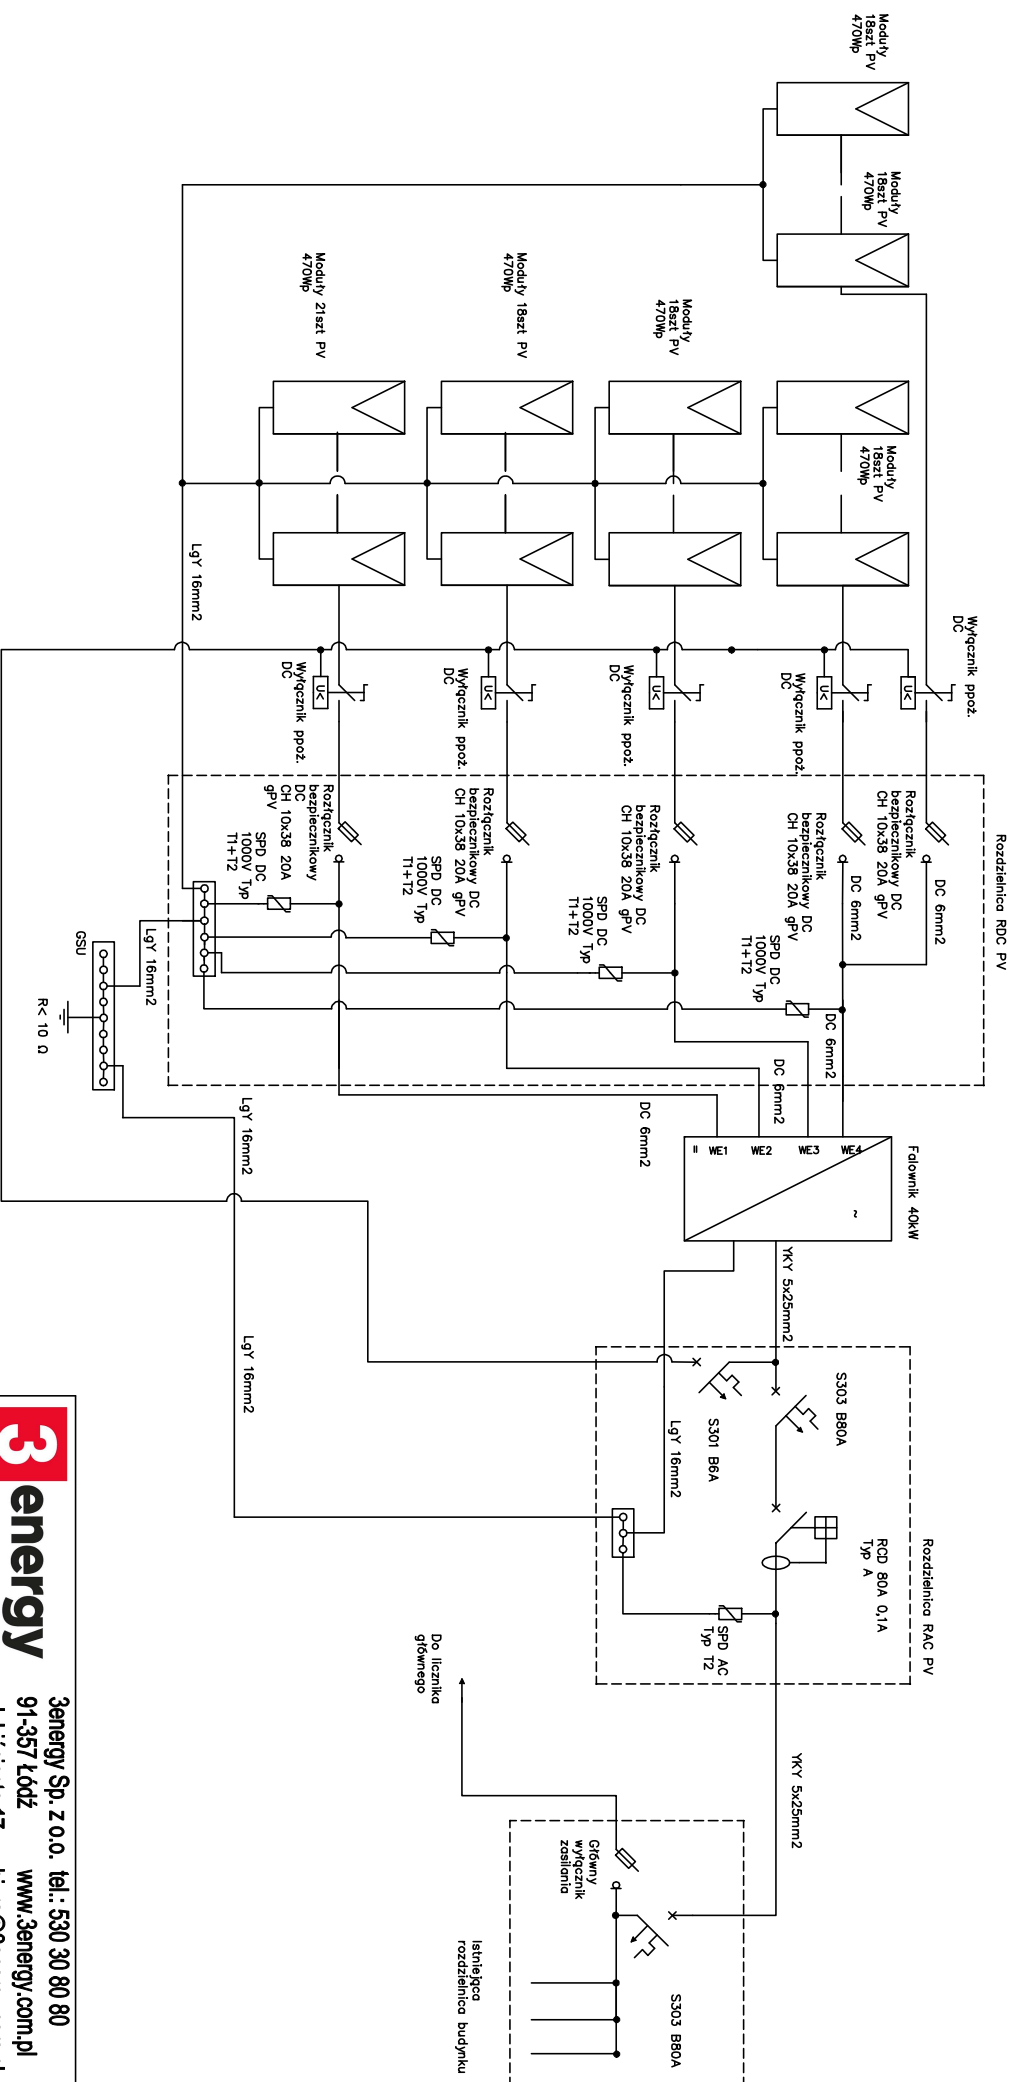 Moduły
18szt PV
470Wp
Moduły
18szt PV
470Wp
Moduły
18szt PV
470Wp
Moduły
18szt PV
470Wp
Moduły 18szt PV
470Wp
Moduły 21szt PV
470Wp
LgY 16mm2
Wyłącznik ppoż.
DC
Wyłącznik ppoż.
DC
Wyłącznik ppoż.
DC
Wyłącznik ppoż.
DC
Wyłącznik ppoż.
DC
U<
U<
U<
U<
U<
Rozdzielnica RDC PV
Rozłącznik
bezpiecznikowy DC
CH 10x38 20A gPV
Rozłącznik
bezpiecznikowy DC
CH 10x38 20A gPV
Rozłącznik
bezpiecznikowy DC
CH 10x38 20A gPV
Rozłącznik
bezpiecznikowy DC
CH 10x38 20A gPV
Rozłącznik
bezpiecznikowy
DC
CH 10x38 20A
gPV
DC 6mm2
DC 6mm2
SPD DC
1000V Typ
T1+T2
SPD DC
1000V Typ
T1+T2
SPD DC
1000V Typ
T1+T2
SPD DC
1000V Typ
T1+T2
DC 6mm2
DC 6mm2
DC 6mm2
LgY 16mm2
GSU
R< 10 Ω
LgY 16mm2
Falownik 40kW
WE4
WE3
WE2
WE1
=
~
YKY 5x25mm2
Rozdzielnica RAC PV
S303 B80A
S301 B6A
LgY 16mm2
LgY 16mm2
RCD 80A 0,1A
Typ A
SPD AC
Typ T2
YKY 5x25mm2
Do licznika
głównego
Główny
wyłącznik
zasilania
S303 B80A
Istniejąca
rozdzielnica budynku
3energy
3energy Sp. z o.o. tel.: 530 30 80 80
91-357 Łódź www.3energy.com.pl